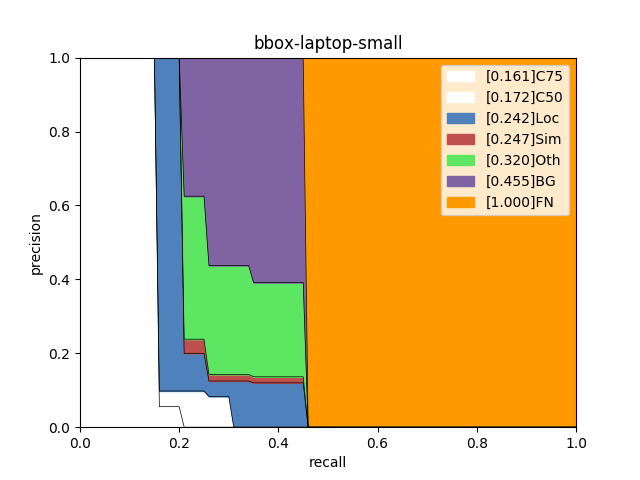 bbox-laptop-small
1.0
0.8
0.6
0.4
0.2
0.0
precision
[0.161]C75
[0.172]C50
[0.242]Loc
[0.247]Sim
[0.320]Oth
[0.455]BG
[1.000]FN
0.0 0.2 0.4 0.6 0.8 1.0
recall